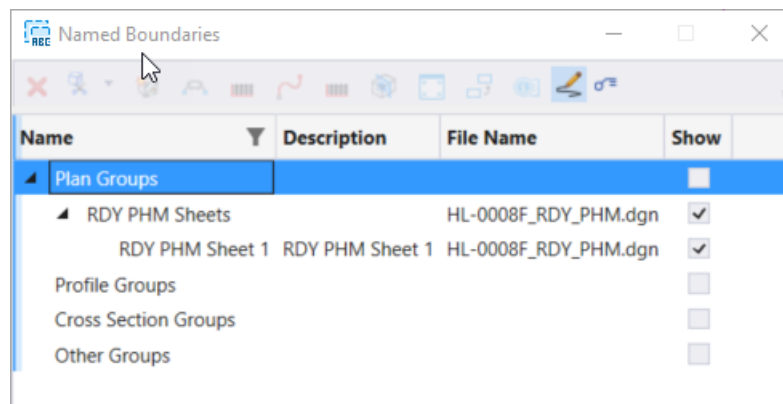 ABC Named Boundaries
Name Description File Name Show
Plan Groups
RDY PHM Sheets HL-0008F_RDY_PHM.dgn
RDY PHM Sheet 1 RDY PHM Sheet 1 HL-0008F_RDY_PHM.dgn
Profile Groups
Cross Section Groups
Other Groups